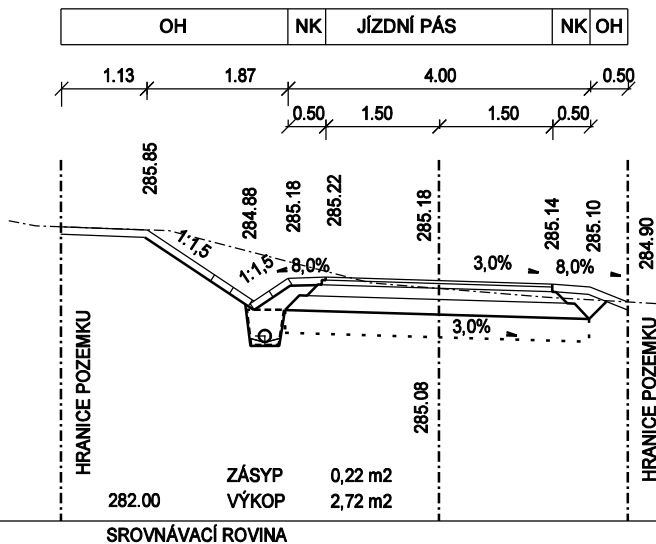 OH NK JÍZDNÍ PÁS NK OH
1.13 1.87 4.00 0.50
0.50 1.50 1.50 0.50
285.85
284.88
285.18
285.22
285.18
285.14
285.10
284.90
1:1,5
1:1,5
8,0%
3,0%
8,0%
3,0%
HRANICE POZEMKU
285.08
HRANICE POZEMKU
ZÁSYP 0,22 m2
282.00 VÝKOP 2,72 m2
SROVNÁVACÍ ROVINA